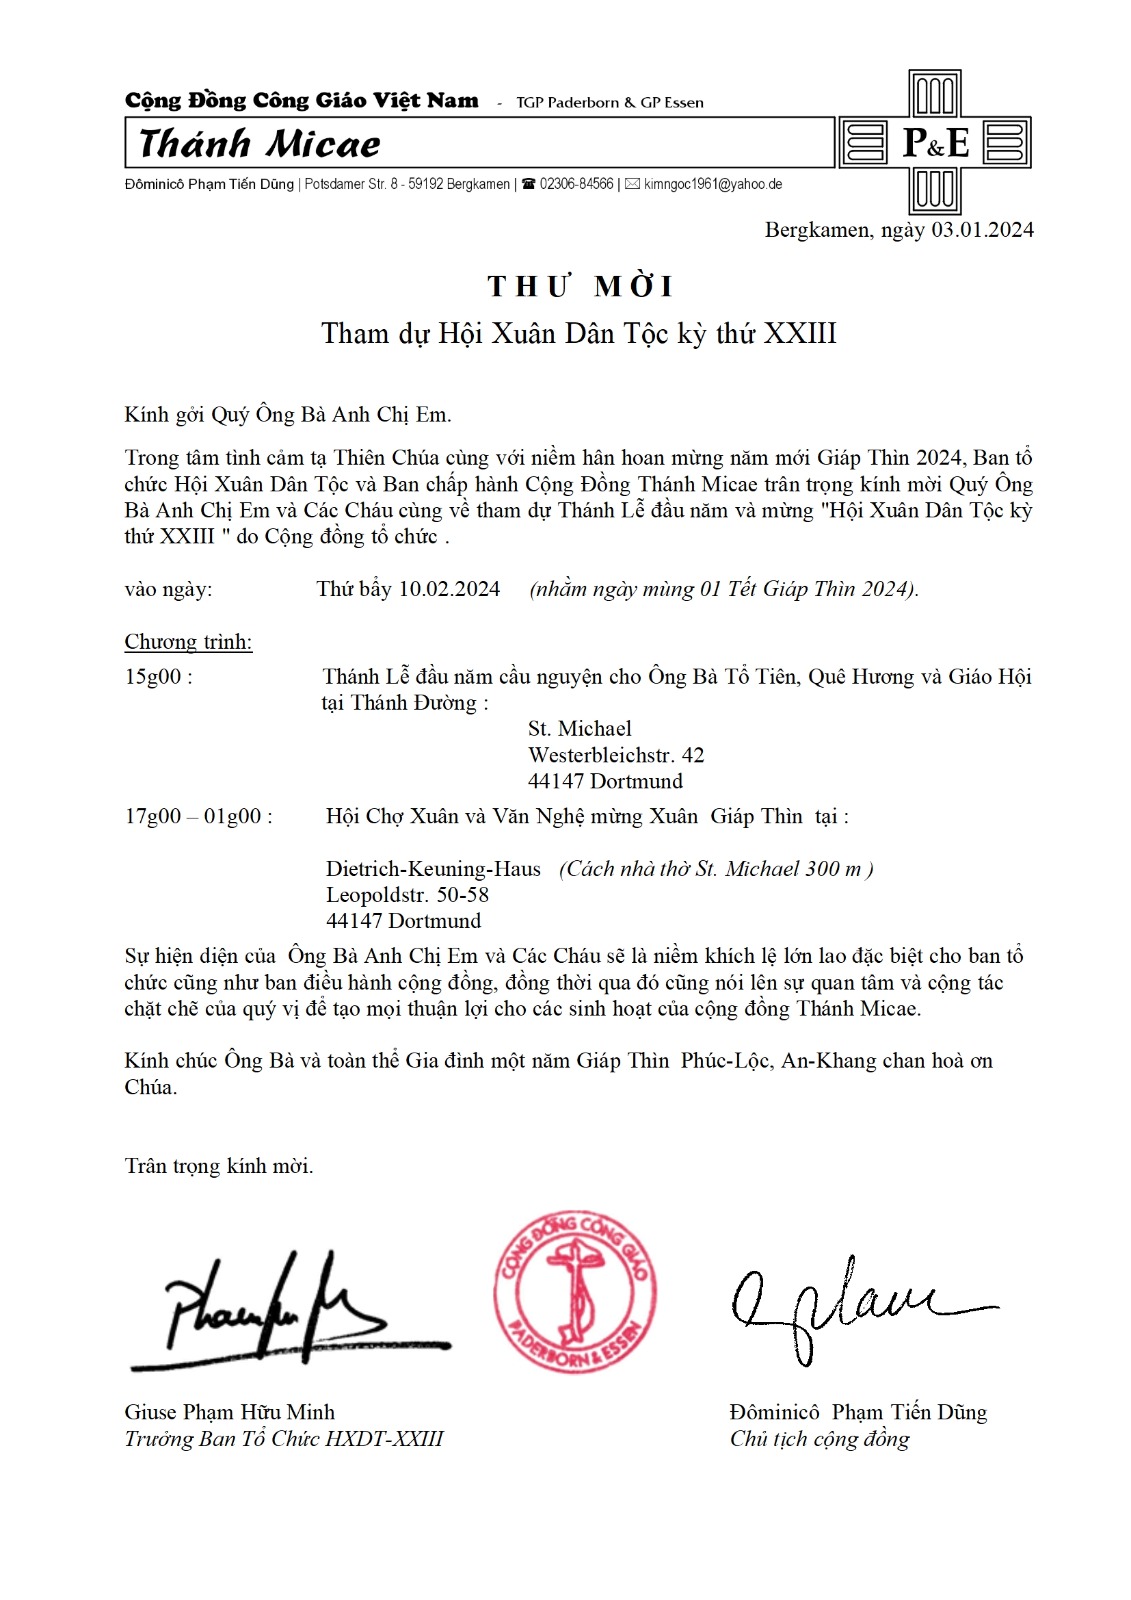 Cộng Đồng Công Giáo Việt Nam - TGP Paderborn & GP Essen
Thánh Micae
P&E
Đôminicô Phạm Tiến Dũng | Potsdamer Str. 8 - 59192 Bergkamen | ☎ 02306-84566 | ✉ kimngoc1961@yahoo.de
Bergkamen, ngày 03.01.2024
THƯ MỜI
Tham dự Hội Xuân Dân Tộc kỳ thứ XXIII
Kính gởi Quý Ông Bà Anh Chị Em.
Trong tâm tình cảm tạ Thiên Chúa cùng với niềm hân hoan mừng năm mới Giáp Thìn 2024, Ban tổ
chức Hội Xuân Dân Tộc và Ban chấp hành Cộng Đồng Thánh Micae trân trọng kính mời Quý Ông
Bà Anh Chị Em và Các Cháu cùng về tham dự Thánh Lễ đầu năm và mừng "Hội Xuân Dân Tộc kỳ
thứ XXIII " do Cộng đồng tổ chức .
vào ngày: Thứ bẩy 10.02.2024 (nhằm ngày mùng 01 Tết Giáp Thìn 2024).
Chương trình:
15g00 : Thánh Lễ đầu năm cầu nguyện cho Ông Bà Tổ Tiên, Quê Hương và Giáo Hội
tại Thánh Đường :
St. Michael
Westerbleichstr. 42
44147 Dortmund
17g00 – 01g00 : Hội Chợ Xuân và Văn Nghệ mừng Xuân Giáp Thìn tại :
Dietrich-Keuning-Haus (Cách nhà thờ St. Michael 300 m )
Leopoldstr. 50-58
44147 Dortmund
Sự hiện diện của Ông Bà Anh Chị Em và Các Cháu sẽ là niềm khích lệ lớn lao đặc biệt cho ban tổ
chức cũng như ban điều hành cộng đồng, đồng thời qua đó cũng nói lên sự quan tâm và cộng tác
chặt chẽ của quý vị để tạo mọi thuận lợi cho các sinh hoạt của cộng đồng Thánh Micae.
Kính chúc Ông Bà và toàn thể Gia đình một năm Giáp Thìn Phúc-Lộc, An-Khang chan hoà ơn
Chúa.
Trân trọng kính mời.
CỘNG ĐỒNG CÔNG GIÁO
PADERBORN & ESSEN
Giuse Phạm Hữu Minh
Trưởng Ban Tổ Chức HXDT-XXIII
Đôminicô Phạm Tiến Dũng
Chủ tịch cộng đồng